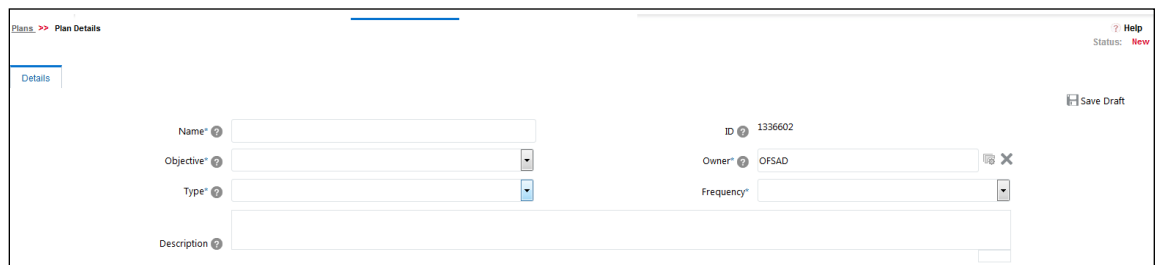 Plans >> Plan Details
? Help
Status: New
Details
Save Draft
Name* ?
ID ? 1336602
Objective* ?
Owner* ? OFSAD
Type* ?
Frequency*
Description ?